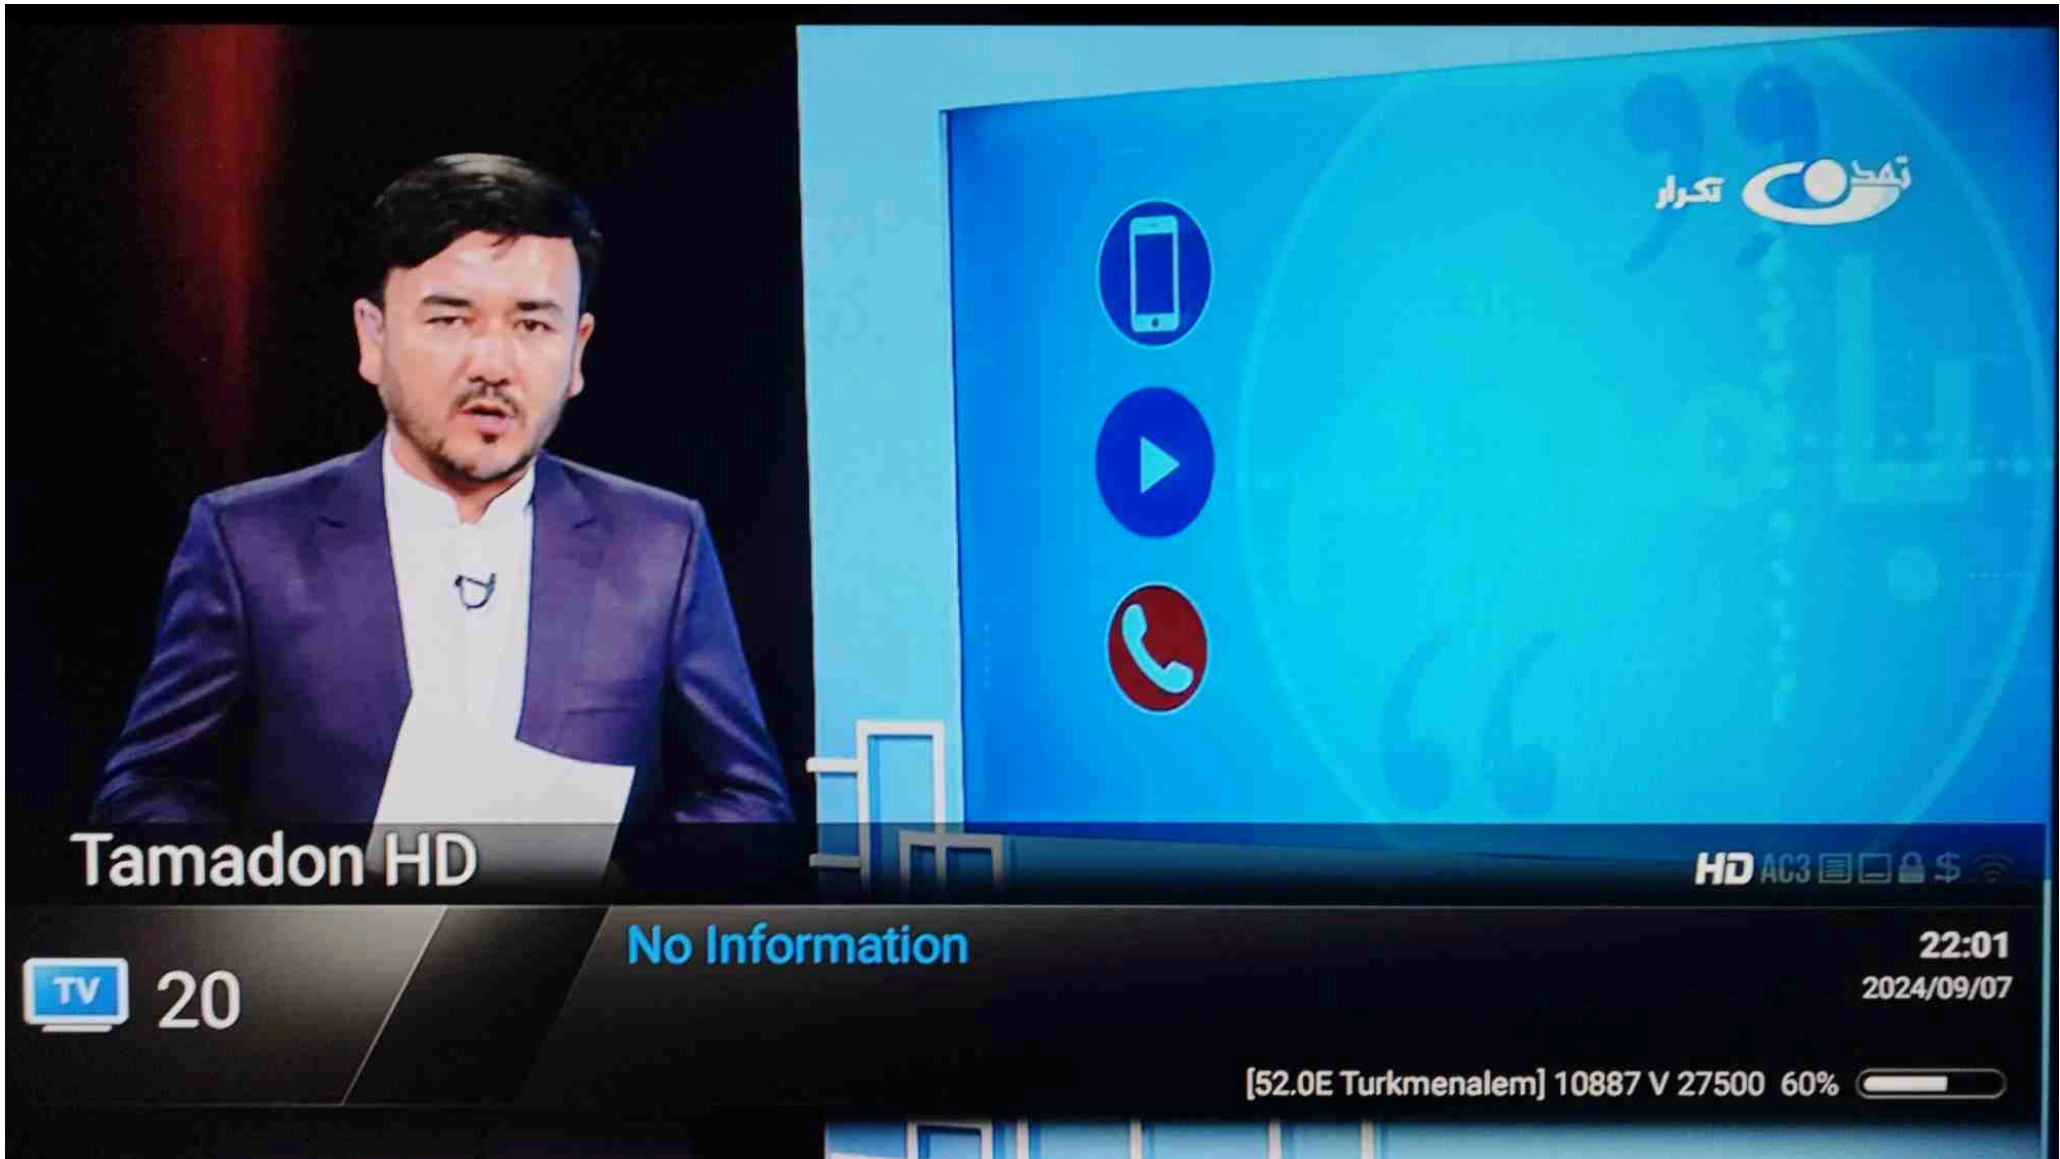 تمدن
تکرار
Tamadon HD
HD AC3 $
No Information
22:01
TV 20
2024/09/07
[52.0E Turkmenalem] 10887 V 27500 60%